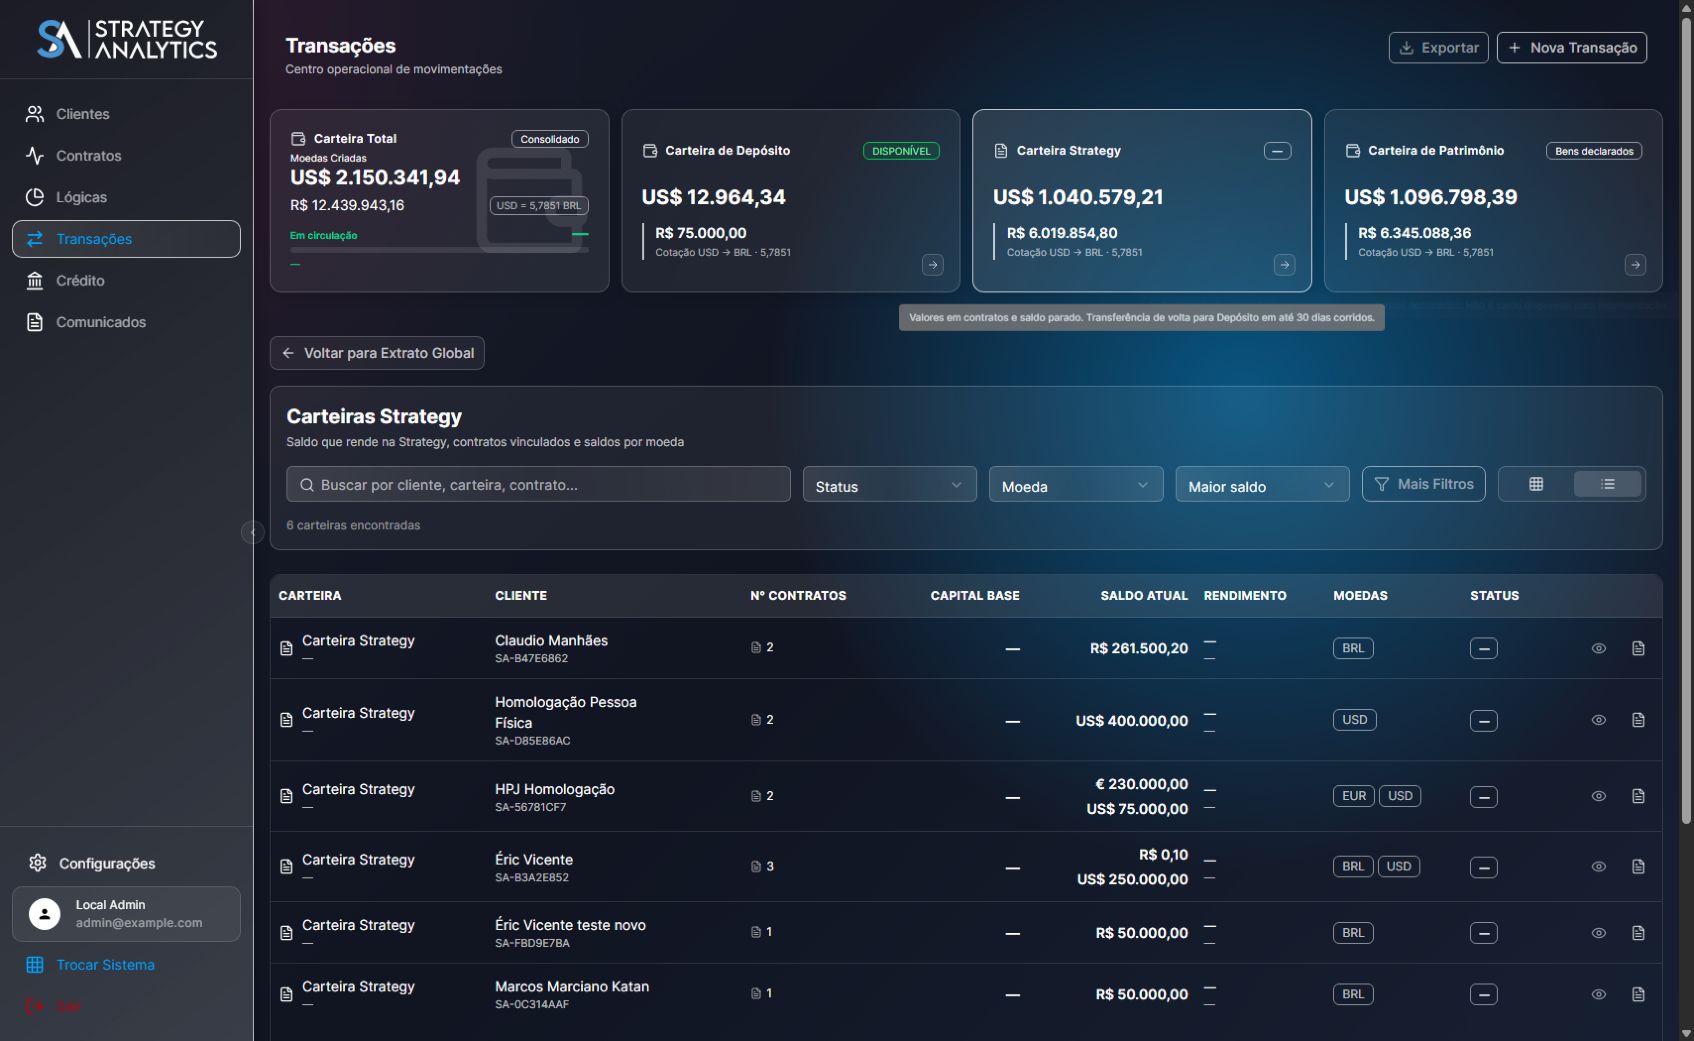 SA STRATEGY ANALYTICS
Clientes
Contratos
Lógicas
Transações
Crédito
Comunicados
Configurações
Local Admin
admin@example.com
Trocar Sistema
Sair
Transações
Centro operacional de movimentações
Exportar
+ Nova Transação
Carteira Total
Consolidado
Moedas Criadas
US$ 2.150.341,94
R$ 12.439.943,16
USD = 5,7851 BRL
Em circulação
—
—
Carteira de Depósito
DISPONÍVEL
US$ 12.964,34
R$ 75.000,00
Cotação USD → BRL · 5,7851
Carteira Strategy
—
US$ 1.040.579,21
R$ 6.019.854,80
Cotação USD → BRL · 5,7851
Carteira de Patrimônio
Bens declarados
US$ 1.096.798,39
R$ 6.345.088,36
Cotação USD → BRL · 5,7851
Valores em contratos e saldo parado. Transferência de volta para Depósito em até 30 dias corridos.
← Voltar para Extrato Global
Carteiras Strategy
Saldo que rende na Strategy, contratos vinculados e saldos por moeda
Buscar por cliente, carteira, contrato...
Status
Moeda
Maior saldo
Mais Filtros
6 carteiras encontradas
CARTEIRA CLIENTE Nº CONTRATOS CAPITAL BASE SALDO ATUAL RENDIMENTO MOEDAS STATUS
Carteira Strategy Claudio Manhães 2 — R$ 261.500,20 — BRL —
— SA-B47E6862 —
Carteira Strategy Homologação Pessoa Física 2 — US$ 400.000,00 — USD —
— SA-D85E86AC —
Carteira Strategy HPJ Homologação 2 — € 230.000,00 — EUR USD —
— SA-56781CF7 US$ 75.000,00 —
Carteira Strategy Éric Vicente 3 — R$ 0,10 — BRL USD —
— SA-B3A2E852 US$ 250.000,00 —
Carteira Strategy Éric Vicente teste novo 1 — R$ 50.000,00 — BRL —
— SA-FBD9E7BA —
Carteira Strategy Marcos Marciano Katan 1 — R$ 50.000,00 — BRL —
— SA-0C314AAF —